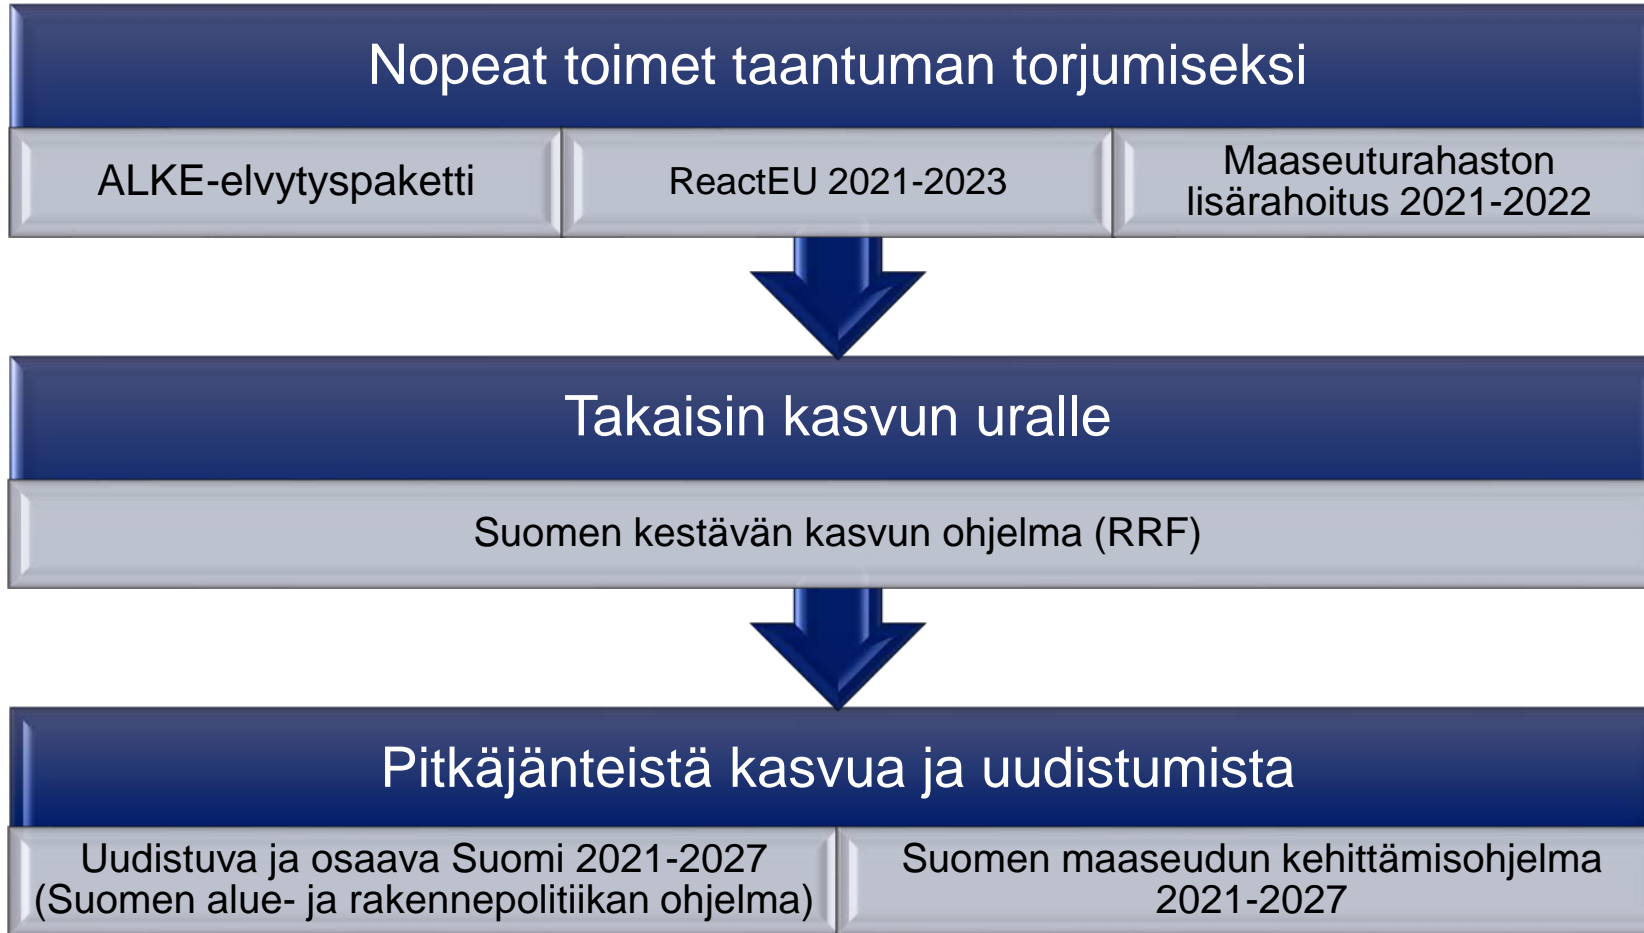 Nopeat toimet taantuman torjumiseksi
ALKE-elvytyspaketti
ReactEU 2021-2023
Maaseuturahaston
lisärahoitus 2021-2022
Takaisin kasvun uralle
Suomen kestävän kasvun ohjelma (RRF)
Pitkäjänteistä kasvua ja uudistumista
Uudistuva ja osaava Suomi 2021-2027
(Suomen alue- ja rakennepolitiikan ohjelma)
Suomen maaseudun kehittämisohjelma
2021-2027